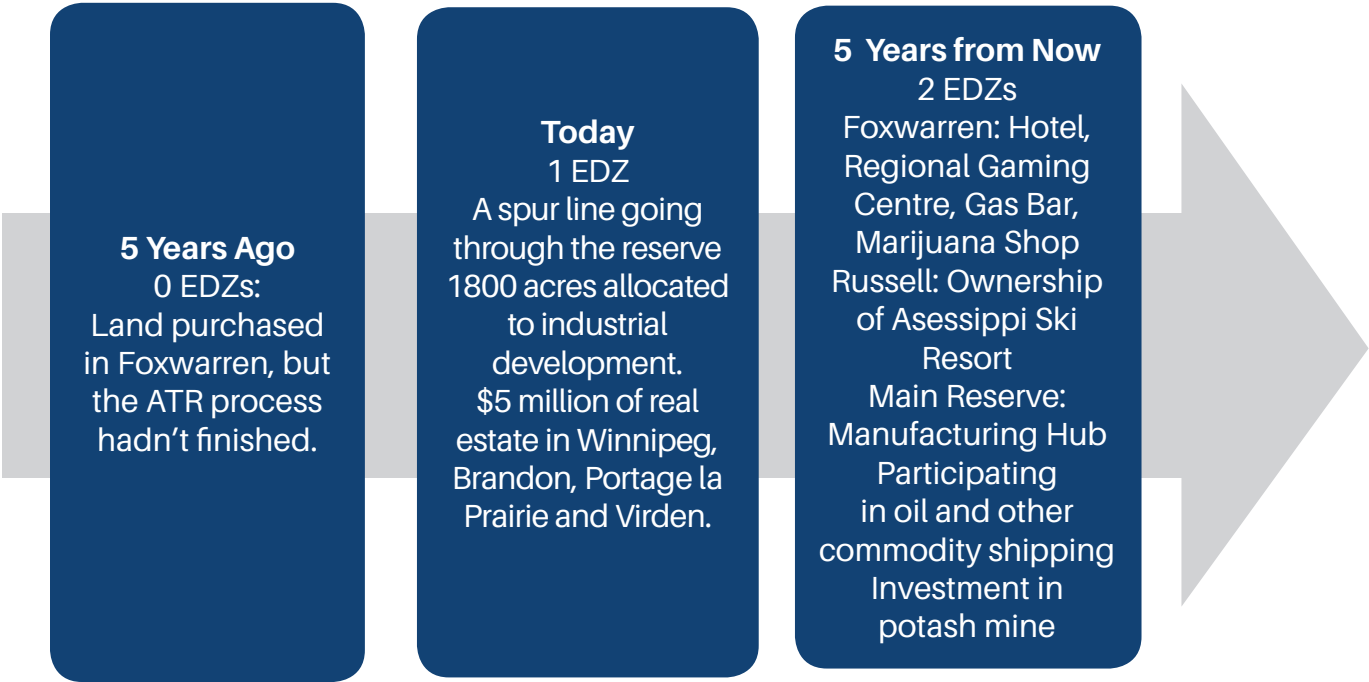 5 Years Ago
0 EDZs:
Land purchased
in Foxwarren, but
the ATR process
hadn’t finished.
Today
1 EDZ
A spur line going
through the reserve
1800 acres allocated
to industrial
development.
$5 million of real
estate in Winnipeg,
Brandon, Portage la
Prairie and Virden.
5 Years from Now
2 EDZs
Foxwarren: Hotel,
Regional Gaming
Centre, Gas Bar,
Marijuana Shop
Russell: Ownership
of Asessippi Ski
Resort
Main Reserve:
Manufacturing Hub
Participating
in oil and other
commodity shipping
Investment in
potash mine